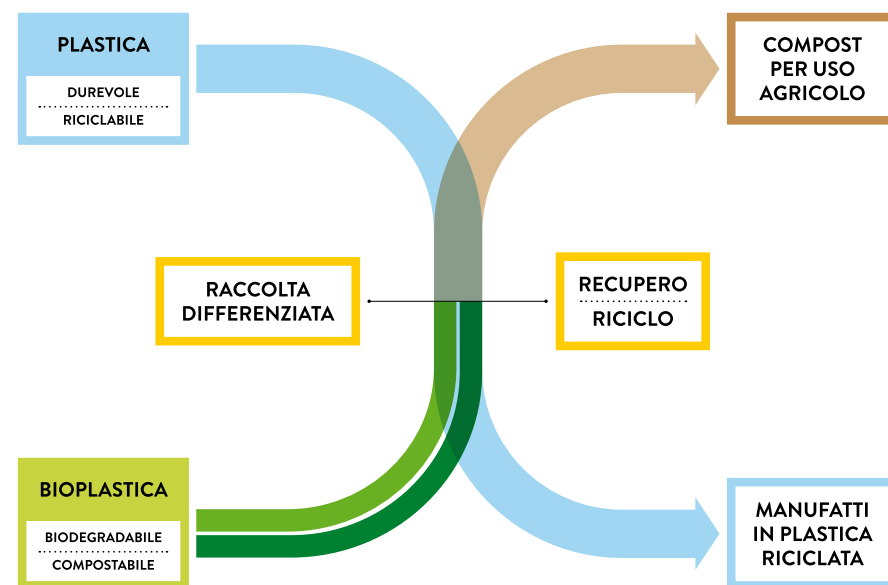 PLASTICA
DUREVOLE
RICICLABILE
COMPOST
PER USO
AGRICOLO
RACCOLTA
DIFFERENZIATA
RECUPERO
RICICLO
BIOPLASTICA
BIODEGRADABILE
COMPOSTABILE
MANUFATTI
IN PLASTICA
RICICLATA